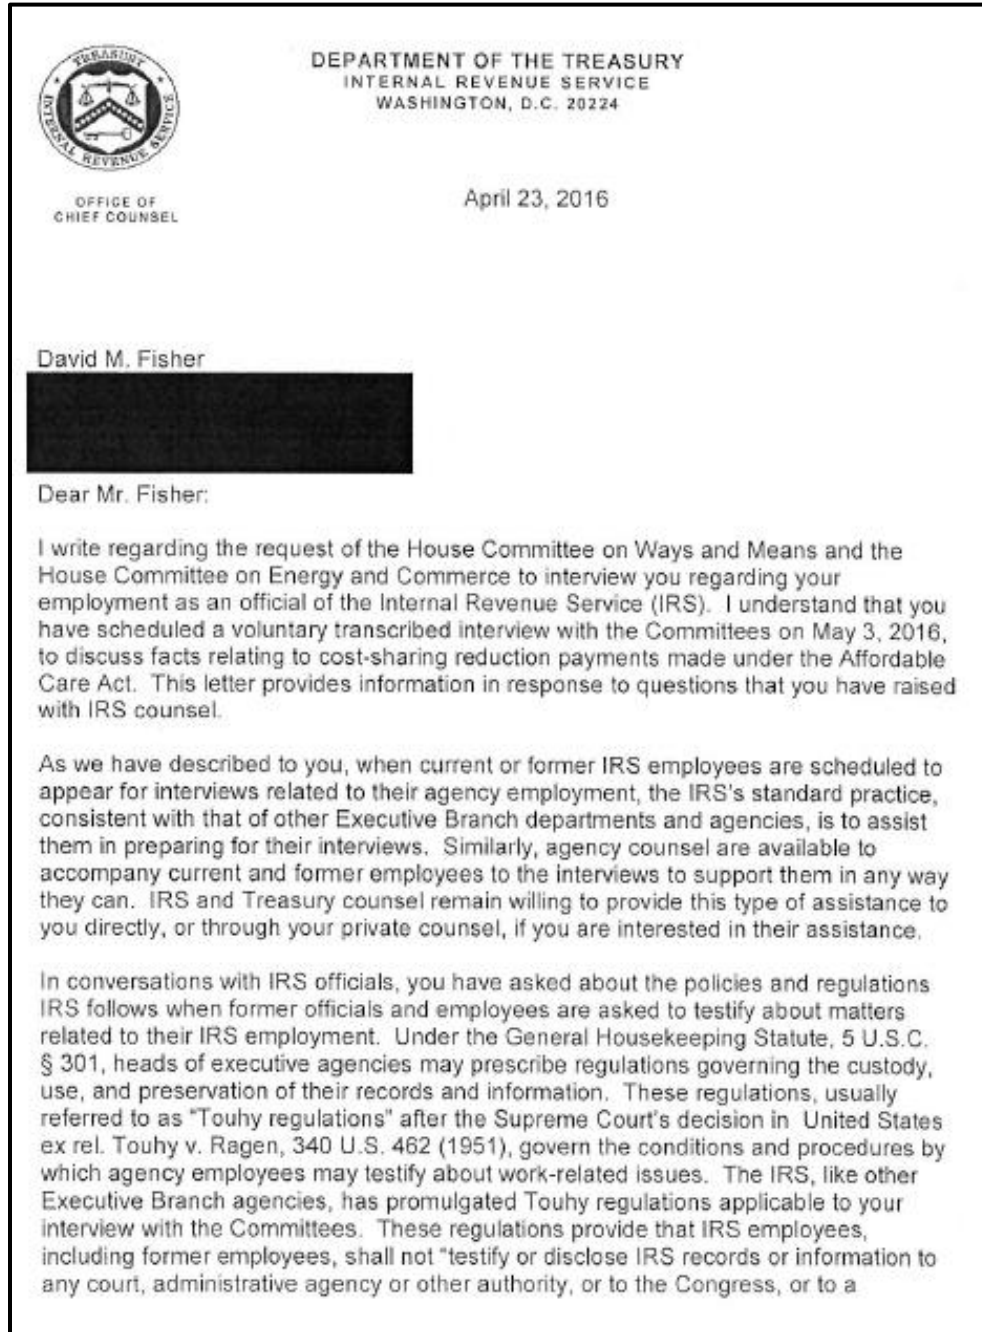 DEPARTMENT OF THE TREASURY
INTERNAL REVENUE SERVICE
WASHINGTON, D.C. 20224
TREASURY
INTERNAL REVENUE SERVICE
OFFICE OF
CHIEF COUNSEL
April 23, 2016
David M. Fisher
Dear Mr. Fisher:
I write regarding the request of the House Committee on Ways and Means and the
House Committee on Energy and Commerce to interview you regarding your
employment as an official of the Internal Revenue Service (IRS).  I understand that you
have scheduled a voluntary transcribed interview with the Committees on May 3, 2016,
to discuss facts relating to cost-sharing reduction payments made under the Affordable
Care Act.  This letter provides information in response to questions that you have raised
with IRS counsel.
As we have described to you, when current or former IRS employees are scheduled to
appear for interviews related to their agency employment, the IRS's standard practice,
consistent with that of other Executive Branch departments and agencies, is to assist
them in preparing for their interviews.  Similarly, agency counsel are available to
accompany current and former employees to the interviews to support them in any way
they can.  IRS and Treasury counsel remain willing to provide this type of assistance to
you directly, or through your private counsel, if you are interested in their assistance.
In conversations with IRS officials, you have asked about the policies and regulations
IRS follows when former officials and employees are asked to testify about matters
related to their IRS employment.  Under the General Housekeeping Statute, 5 U.S.C.
§ 301, heads of executive agencies may prescribe regulations governing the custody,
use, and preservation of their records and information.  These regulations, usually
referred to as "Touhy regulations" after the Supreme Court's decision in  United States
ex rel. Touhy v. Ragen, 340 U.S. 462 (1951), govern the conditions and procedures by
which agency employees may testify about work-related issues.  The IRS, like other
Executive Branch agencies, has promulgated Touhy regulations applicable to your
interview with the Committees.  These regulations provide that IRS employees,
including former employees, shall not "testify or disclose IRS records or information to
any court, administrative agency or other authority, or to the Congress, or to a